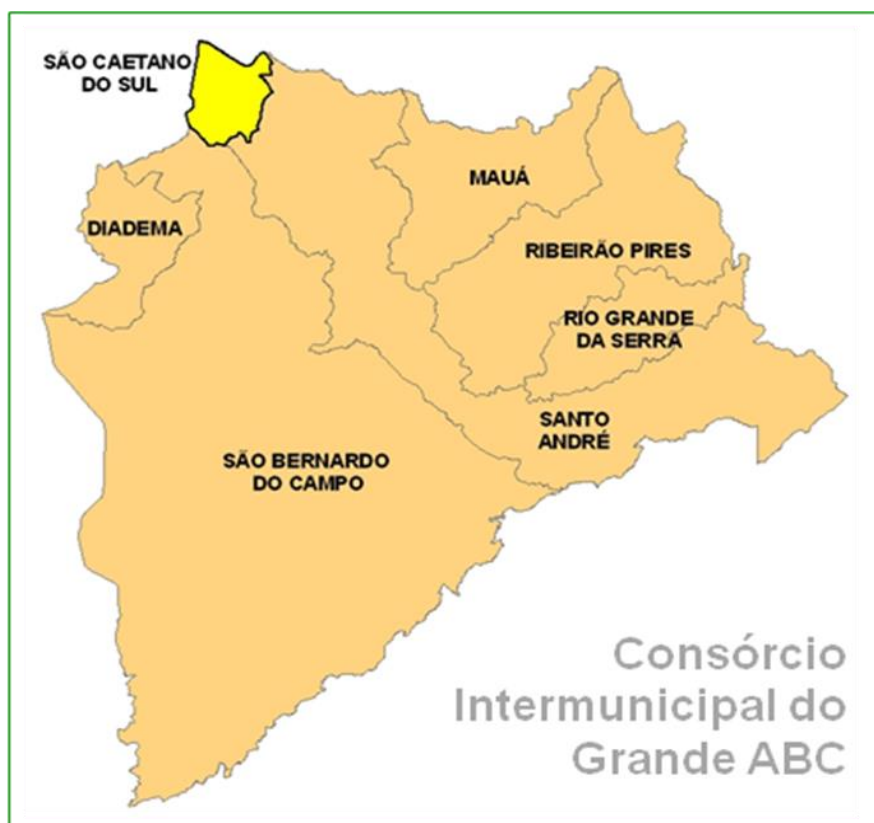 SÃO CAETANO
DO SUL
MAUÁ
DIADEMA
RIBEIRÃO PIRES
RIO GRANDE
DA SERRA
SANTO
ANDRÉ
SÃO BERNARDO
DO CAMPO
Consórcio
Intermunicipal do
Grande ABC